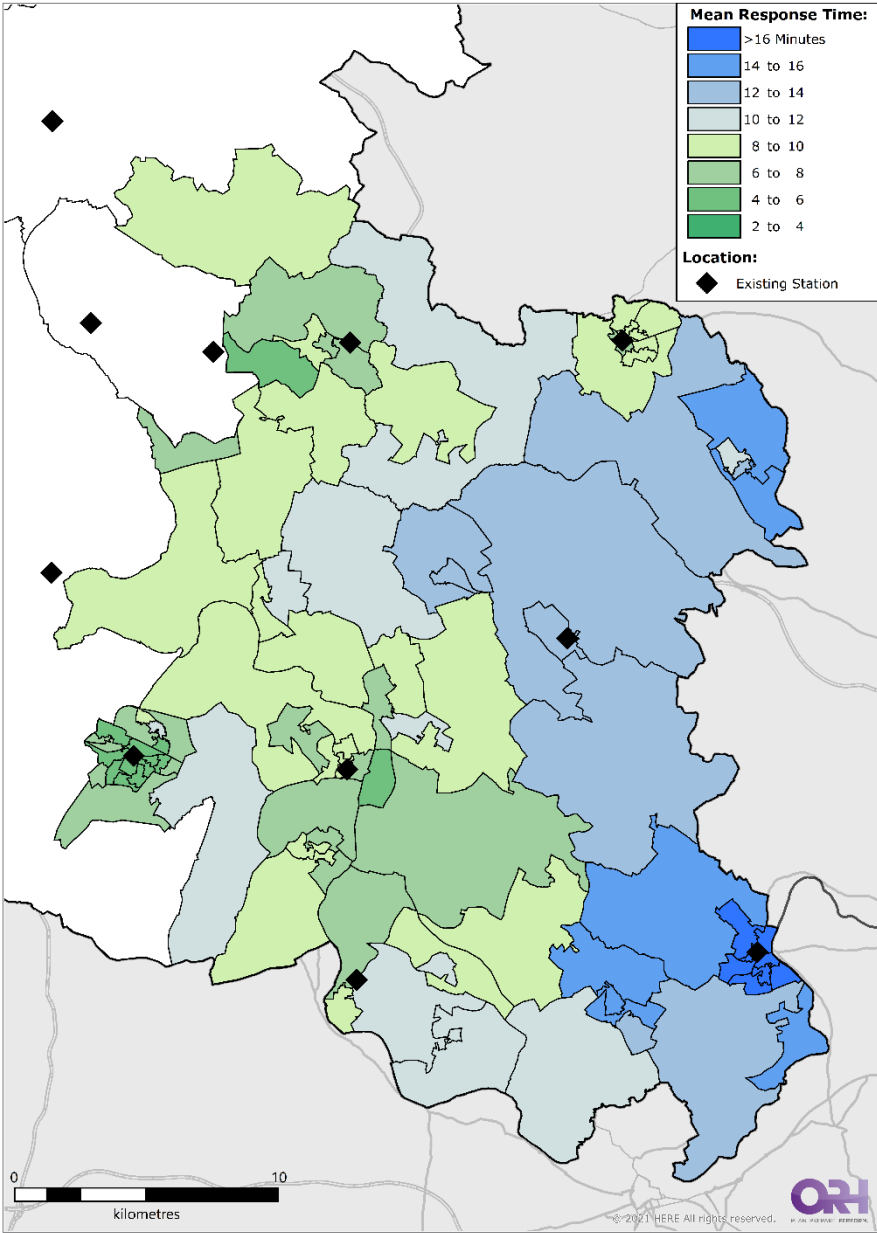 Mean Response Time:
>16 Minutes
14 to 16
12 to 14
10 to 12
8 to 10
6 to 8
4 to 6
2 to 4
Location:
Existing Station
0 10
kilometres
ORH
© 2021 HERE All rights reserved.